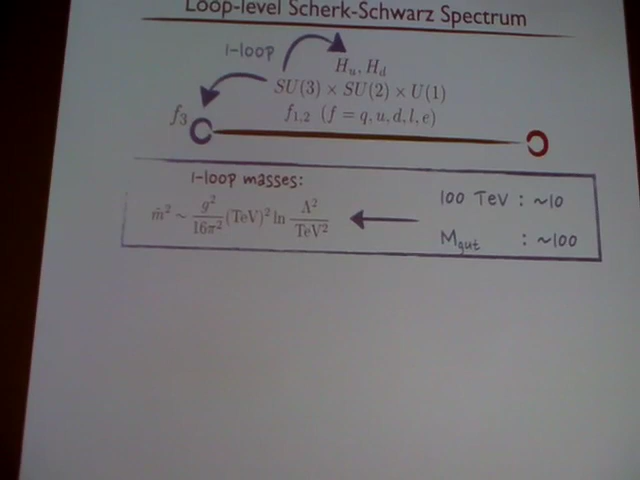 Loop-level Scherk-Schwarz Spectrum
1-loop
H_u, H_d
SU(3) × SU(2) × U(1)
f_3
f_{1,2} (f = q, u, d, l, e)
1-loop masses:
m̃² ~ g²/16π² (TeV)² ln Λ²/TeV²
100 TeV : ~10
M_gut : ~100